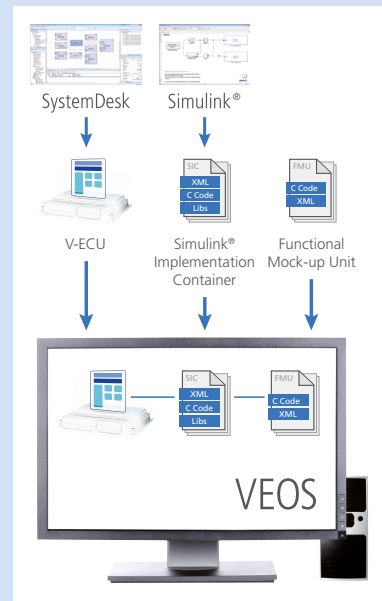 SystemDesk
Simulink®
SIC
XML
C Code
Libs
FMU
C Code
XML
V-ECU
Simulink®
Implementation
Container
Functional
Mock-up Unit
SIC
XML
C Code
Libs
FMU
C Code
XML
VEOS